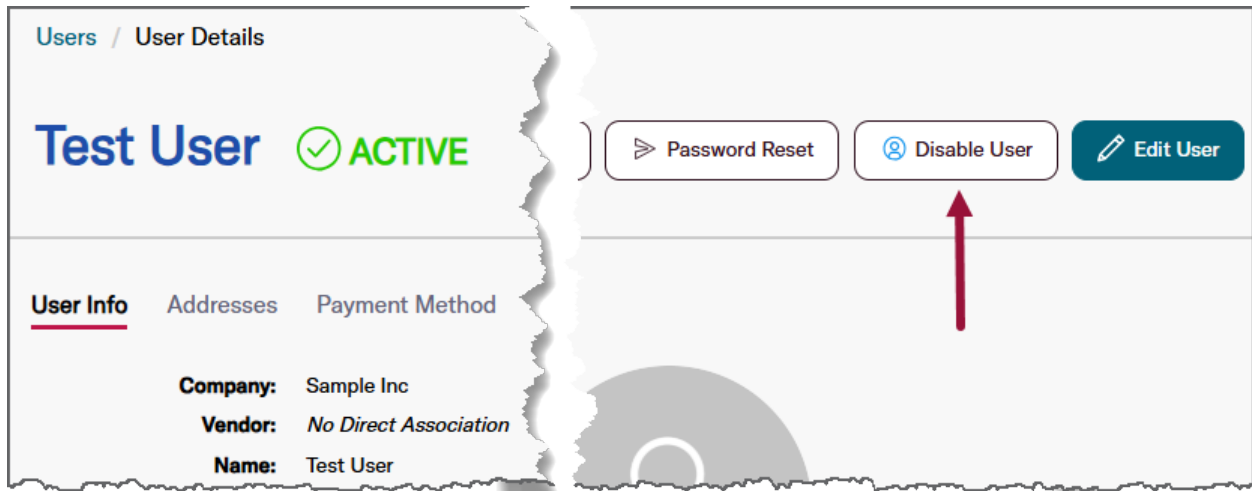 Users / User Details
Test User ACTIVE
Password Reset
Disable User
Edit User
User Info Addresses Payment Method
Company: Sample Inc
Vendor: No Direct Association
Name: Test User